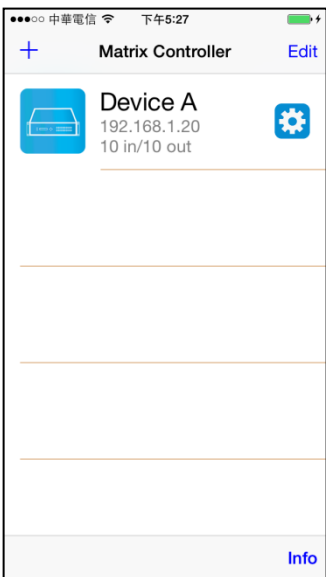 中華電信 下午5:27
+ Matrix Controller Edit
Device A
192.168.1.20
10 in/10 out
Info